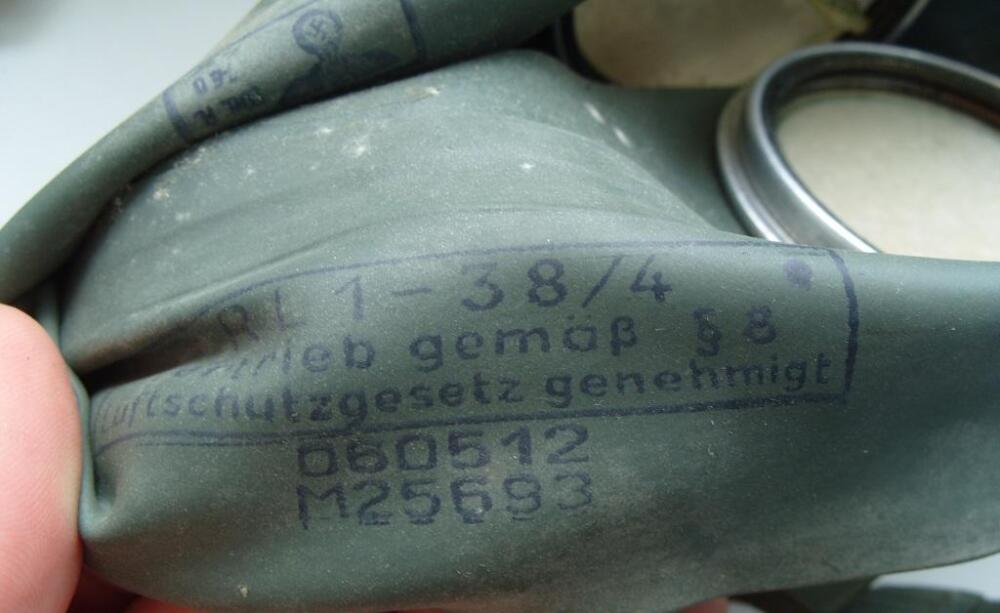 RL 1-38/4
gemäß § 8
Luftschutzgesetz genehmigt
060512
M25693